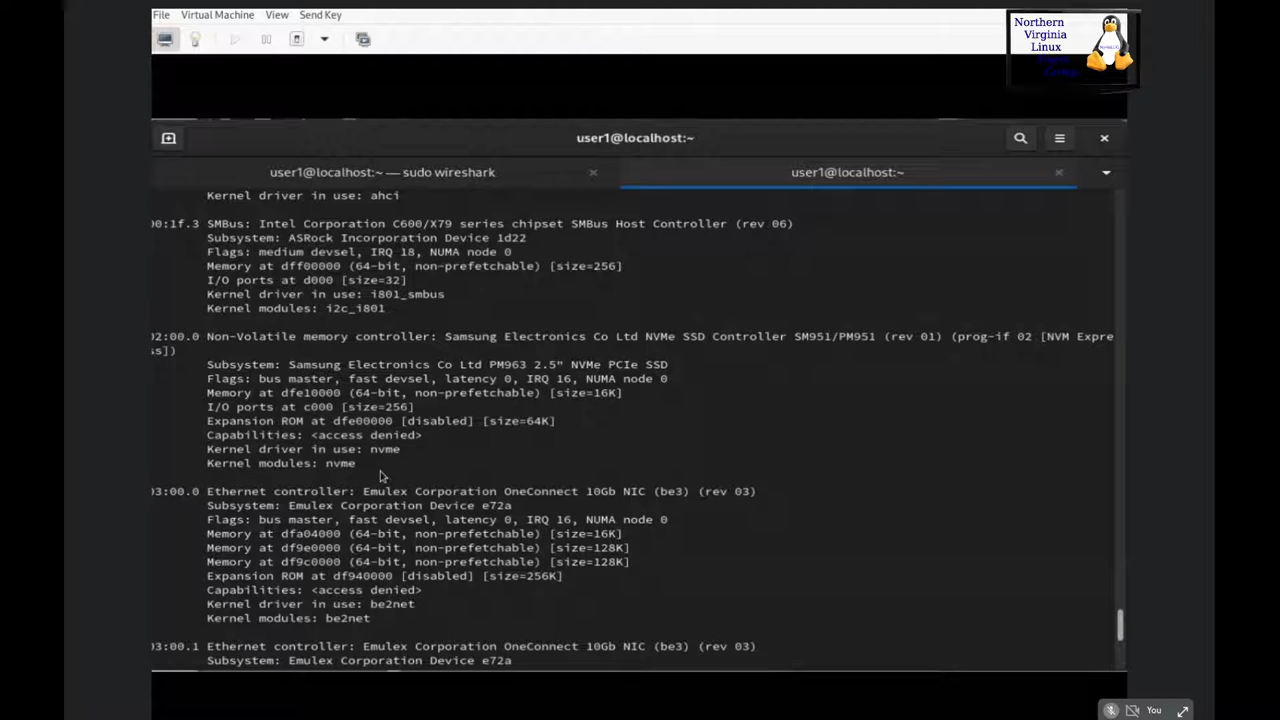 File Virtual Machine View Send Key
Northern
Virginia
Linux
Users
Group
user1@localhost:~
user1@localhost:~ — sudo wireshark
user1@localhost:~
Kernel driver in use: ahci
00:1f.3 SMBus: Intel Corporation C600/X79 series chipset SMBus Host Controller (rev 06)
Subsystem: ASRock Incorporation Device 1d22
Flags: medium devsel, IRQ 18, NUMA node 0
Memory at dff00000 (64-bit, non-prefetchable) [size=256]
I/O ports at d000 [size=32]
Kernel driver in use: i801_smbus
Kernel modules: i2c_i801
02:00.0 Non-Volatile memory controller: Samsung Electronics Co Ltd NVMe SSD Controller SM951/PM951 (rev 01) (prog-if 02 [NVM Expre
ss])
Subsystem: Samsung Electronics Co Ltd PM963 2.5" NVMe PCIe SSD
Flags: bus master, fast devsel, latency 0, IRQ 16, NUMA node 0
Memory at dfe10000 (64-bit, non-prefetchable) [size=16K]
I/O ports at c000 [size=256]
Expansion ROM at dfe00000 [disabled] [size=64K]
Capabilities: <access denied>
Kernel driver in use: nvme
Kernel modules: nvme
03:00.0 Ethernet controller: Emulex Corporation OneConnect 10Gb NIC (be3) (rev 03)
Subsystem: Emulex Corporation Device e72a
Flags: bus master, fast devsel, latency 0, IRQ 16, NUMA node 0
Memory at dfa04000 (64-bit, non-prefetchable) [size=16K]
Memory at df9e0000 (64-bit, non-prefetchable) [size=128K]
Memory at df9c0000 (64-bit, non-prefetchable) [size=128K]
Expansion ROM at df940000 [disabled] [size=256K]
Capabilities: <access denied>
Kernel driver in use: be2net
Kernel modules: be2net
03:00.1 Ethernet controller: Emulex Corporation OneConnect 10Gb NIC (be3) (rev 03)
Subsystem: Emulex Corporation Device e72a
You